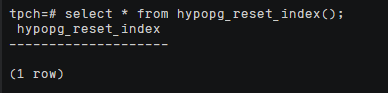 tpch=# select * from hypopg_reset_index();
 hypopg_reset_index
--------------------

(1 row)